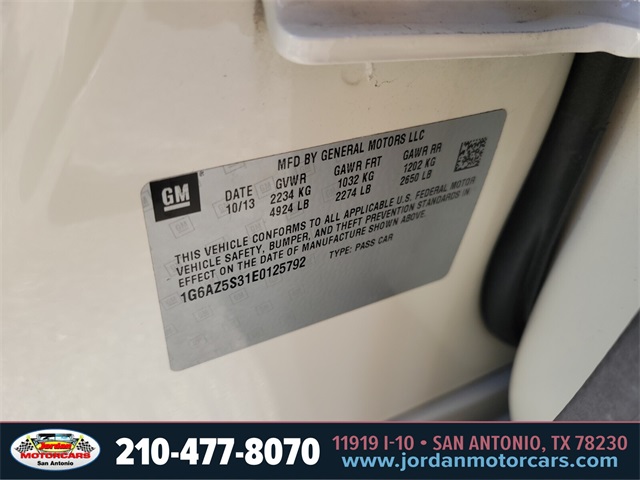 MFD BY GENERAL MOTORS LLC
GM
DATE GVWR GAWR FRT GAWR RR
10/13 2234 KG 1032 KG 1202 KG
4924 LB 2274 LB 2650 LB
THIS VEHICLE CONFORMS TO ALL APPLICABLE U.S. FEDERAL MOTOR
VEHICLE SAFETY, BUMPER, AND THEFT PREVENTION STANDARDS IN
EFFECT ON THE DATE OF MANUFACTURE SHOWN ABOVE.
1G6AZ5S31E0125792 TYPE: PASS CAR
Jordan
MOTORCARS
San Antonio
210-477-8070
11919 I-10 • SAN ANTONIO, TX 78230
www.jordanmotorcars.com